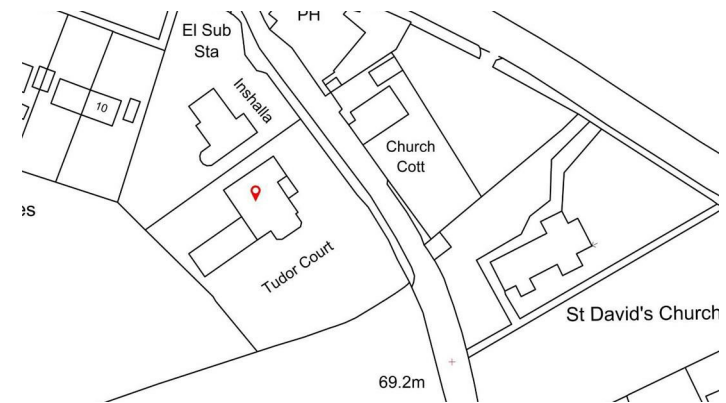 PH
El Sub
Sta
Inshalla
10
Church
Cott
es
Tudor Court
St David's Church
69.2m